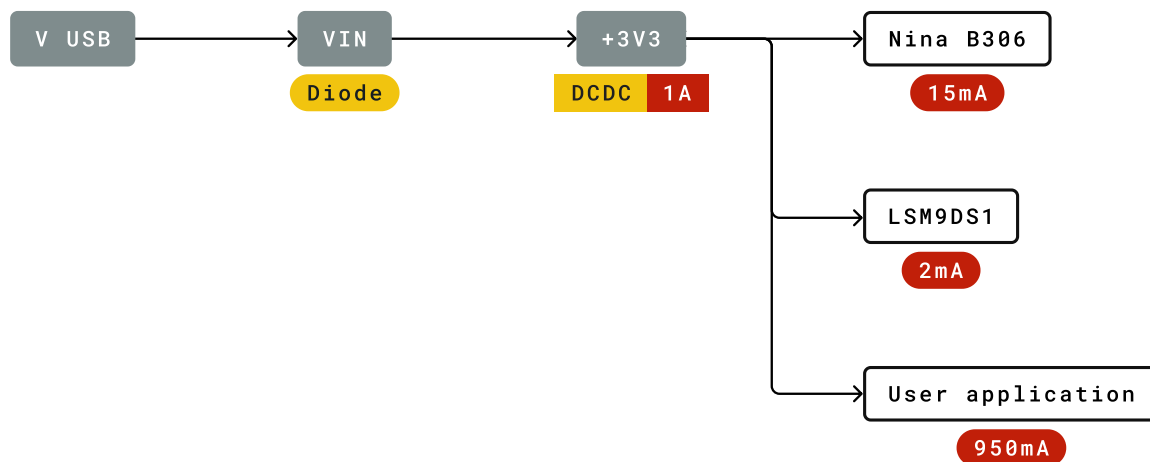 V USB
VIN
+3V3
Nina B306
Diode
DCDC
1A
15mA
LSM9DS1
2mA
User application
950mA